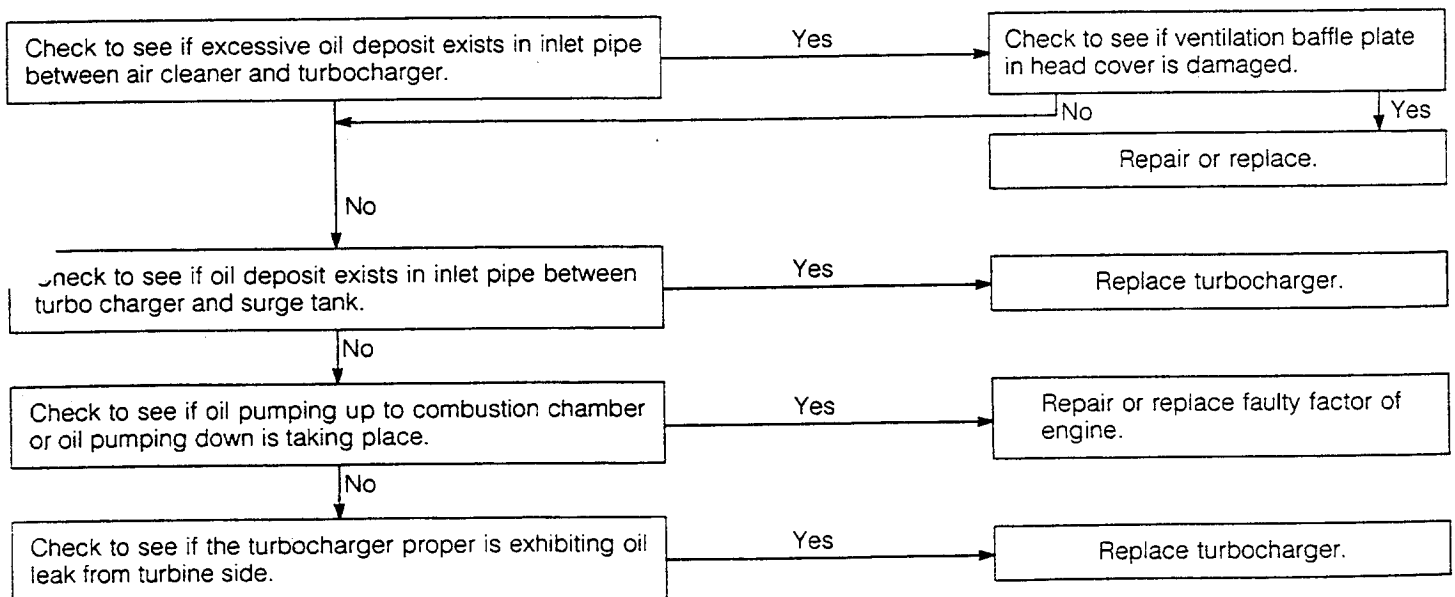 Check to see if excessive oil deposit exists in inlet pipe
between air cleaner and turbocharger.
Yes
Check to see if ventilation baffle plate
in head cover is damaged.
No
Yes
Repair or replace.
No
Check to see if oil deposit exists in inlet pipe between
turbo charger and surge tank.
Yes
Replace turbocharger.
No
Check to see if oil pumping up to combustion chamber
or oil pumping down is taking place.
Yes
Repair or replace faulty factor of
engine.
No
Check to see if the turbocharger proper is exhibiting oil
leak from turbine side.
Yes
Replace turbocharger.